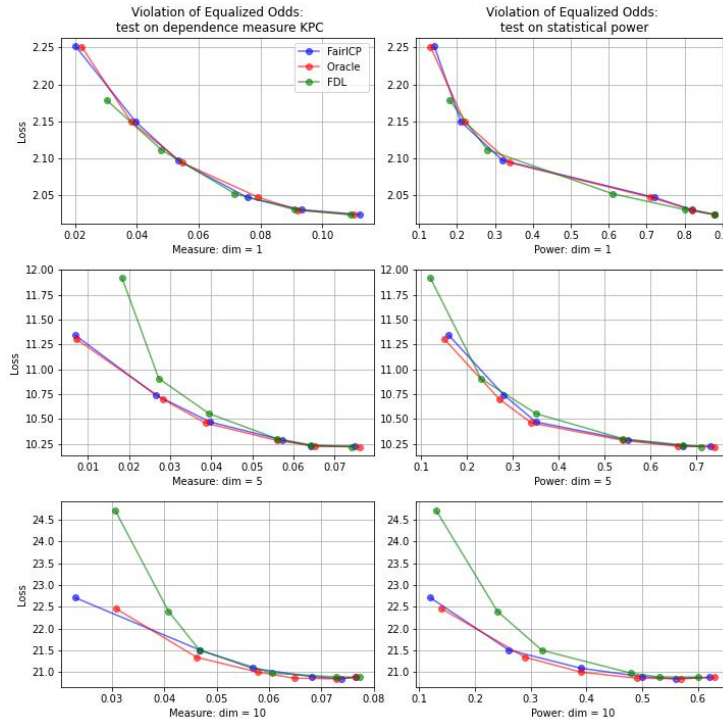 Violation of Equalized Odds:
test on dependence measure KPC
Violation of Equalized Odds:
test on statistical power
2.25
2.20
2.15
2.10
2.05
Loss
FairICP
Oracle
FDL
0.02 0.04 0.06 0.08 0.10
Measure: dim = 1
2.25
2.20
2.15
2.10
2.05
0.1 0.2 0.3 0.4 0.5 0.6 0.7 0.8
Power: dim = 1
12.00
11.75
11.50
11.25
11.00
10.75
10.50
10.25
Loss
0.01 0.02 0.03 0.04 0.05 0.06 0.07
Measure: dim = 5
12.00
11.75
11.50
11.25
11.00
10.75
10.50
10.25
0.1 0.2 0.3 0.4 0.5 0.6 0.7
Power: dim = 5
24.5
24.0
23.5
23.0
22.5
22.0
21.5
21.0
Loss
0.03 0.04 0.05 0.06 0.07 0.08
Measure: dim = 10
24.5
24.0
23.5
23.0
22.5
22.0
21.5
21.0
0.1 0.2 0.3 0.4 0.5 0.6
Power: dim = 10